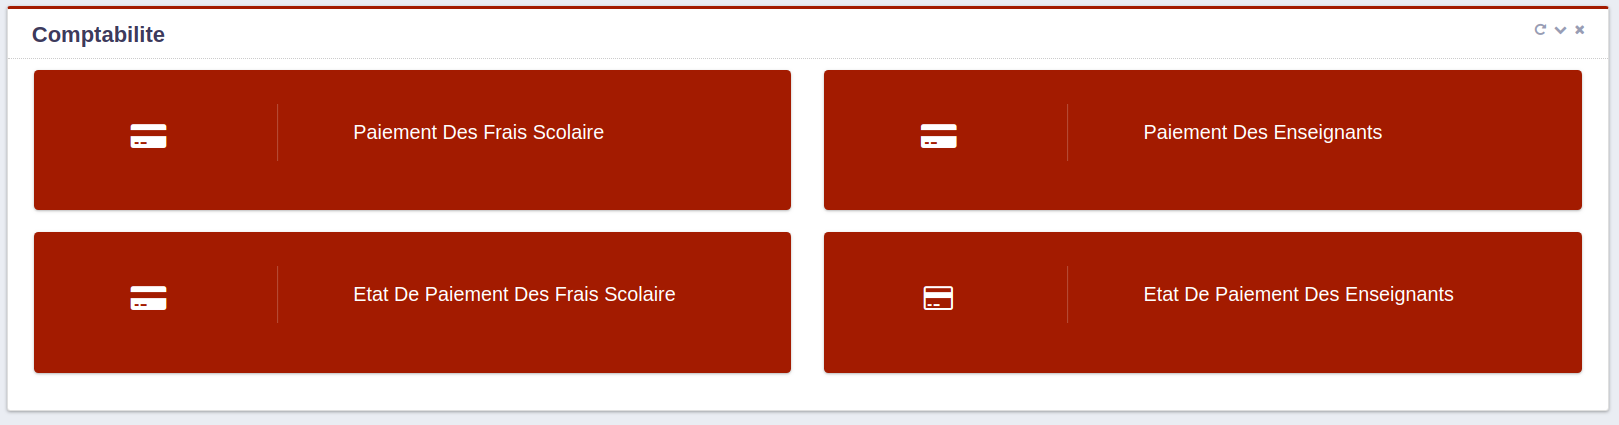 Comptabilite
Paiement Des Frais Scolaire
Paiement Des Enseignants
Etat De Paiement Des Frais Scolaire
Etat De Paiement Des Enseignants